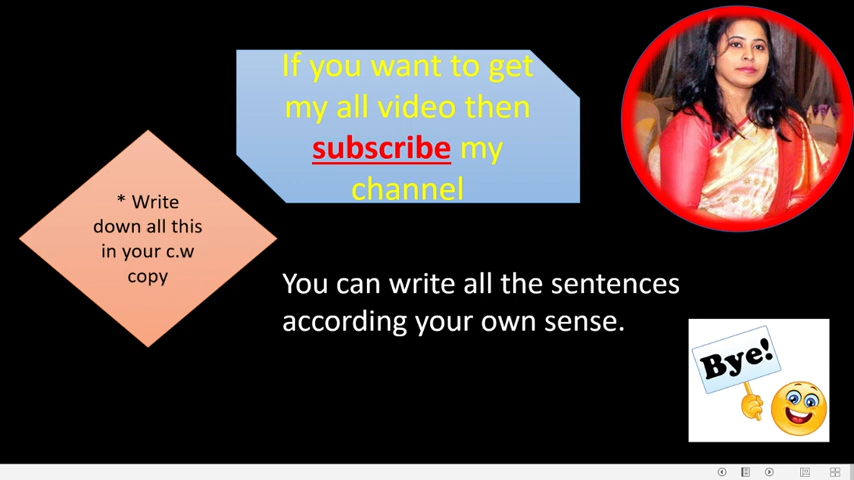 If you want to get
my all video then
subscribe my
channel
* Write
down all this
in your c.w
copy
You can write all the sentences
according your own sense.
Bye!